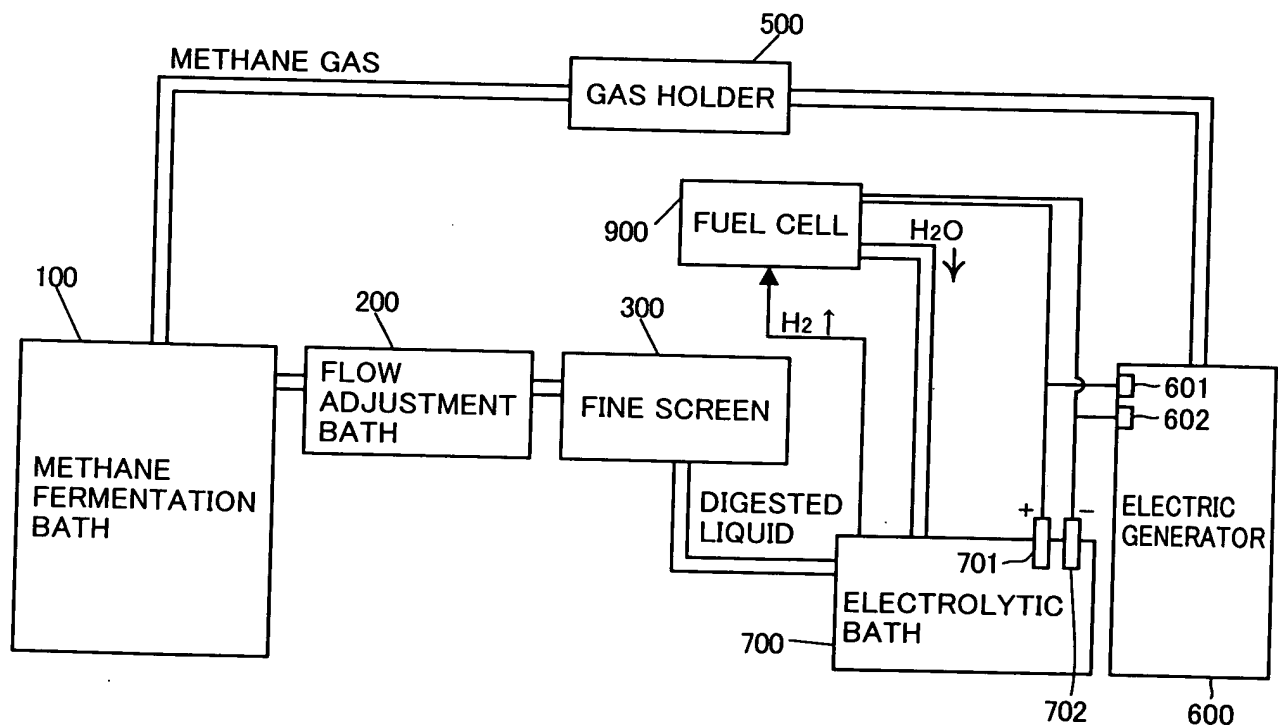 500
METHANE GAS
GAS HOLDER
900
FUEL CELL
H2O
↓
100
200
300
H2 ↑
FLOW
ADJUSTMENT
BATH
FINE SCREEN
601
602
METHANE
FERMENTATION
BATH
DIGESTED
LIQUID
+
−
ELECTRIC
GENERATOR
701
ELECTROLYTIC
BATH
700
702
600